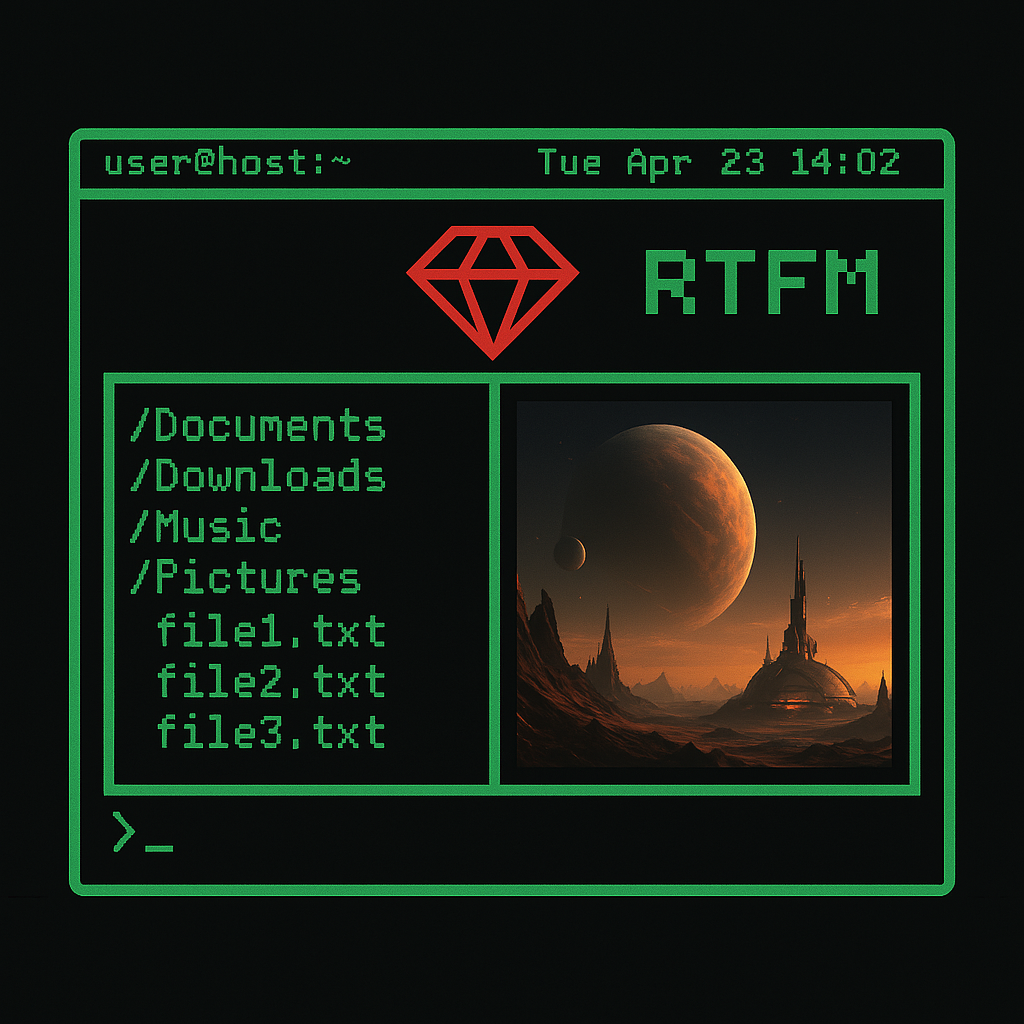 user@host:~ Tue Apr 23 14:02
RTFM
/Documents
/Downloads
/Music
/Pictures
file1.txt
file2.txt
file3.txt
>_